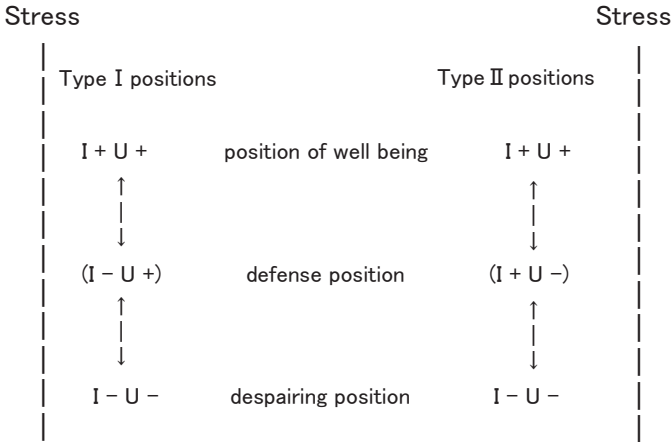 Stress Stress
Type Ⅰ positions Type Ⅱ positions
I + U + position of well being I + U +
(I − U +) defense position (I + U −)
I − U − despairing position I − U −